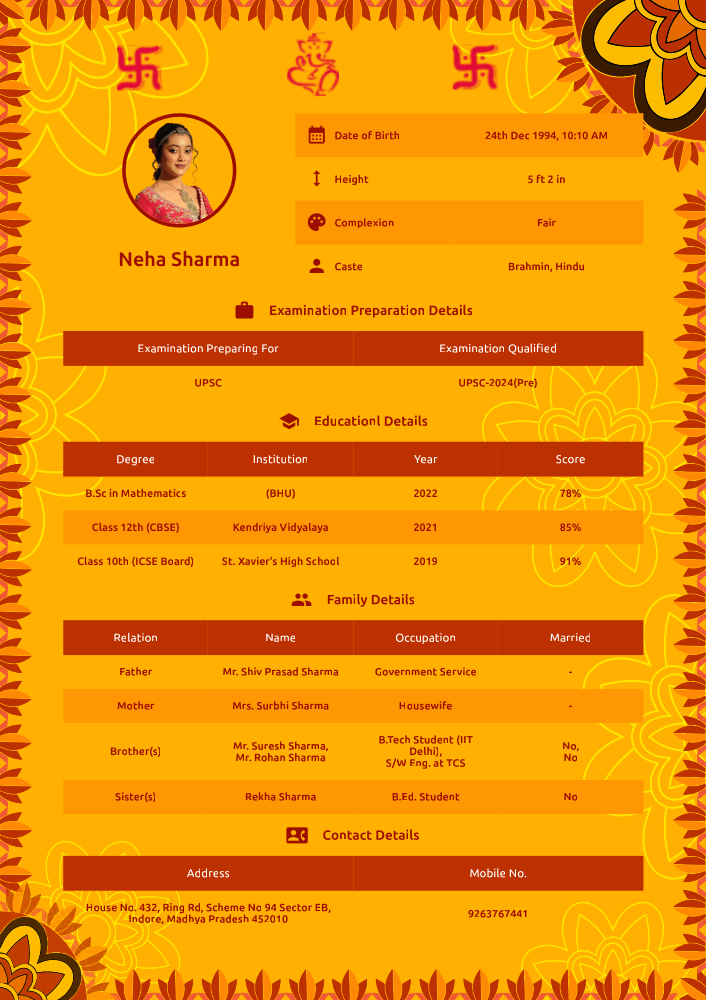 Date of Birth 24th Dec 1994, 10:10 AM
Height 5 ft 2 in
Complexion Fair
Neha Sharma
Caste Brahmin, Hindu
Examination Preparation Details
Examination Preparing For Examination Qualified
UPSC UPSC-2024(Pre)
Educationl Details
Degree Institution Year Score
B.Sc in Mathematics (BHU) 2022 78%
Class 12th (CBSE) Kendriya Vidyalaya 2021 85%
Class 10th (ICSE Board) St. Xavier's High School 2019 91%
Family Details
Relation Name Occupation Married
Father Mr. Shiv Prasad Sharma Government Service -
Mother Mrs. Surbhi Sharma Housewife -
Brother(s) Mr. Suresh Sharma,
Mr. Rohan Sharma
B.Tech Student (IIT
Delhi),
S/W Eng. at TCS
No,
No
Sister(s) Rekha Sharma B.Ed. Student No
Contact Details
Address Mobile No.
House No. 432, Ring Rd, Scheme No 94 Sector EB,
Indore, Madhya Pradesh 452010
9263767441